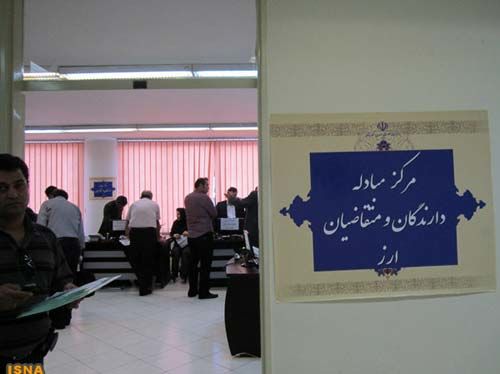 مرکز مبادله
دارندگان و متقاضیان
ارز
ISNA